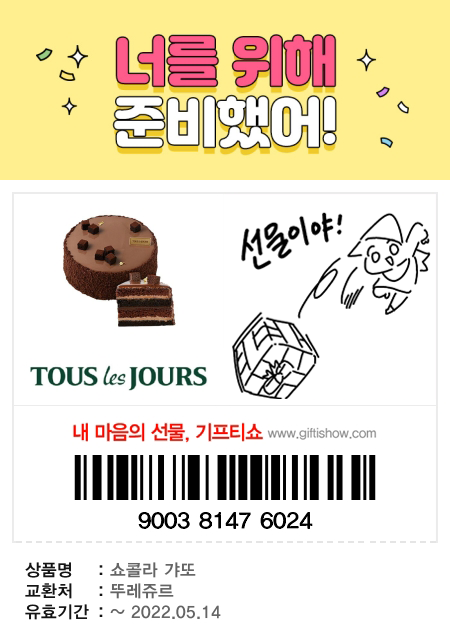 너를 위해
준비했어!
선물이야!
TOUS les JOURS
내 마음의 선물, 기프티쇼 www.giftishow.com
9003 8147 6024
상품명 : 쇼콜라 갸또
교환처 : 뚜레쥬르
유효기간 : ~ 2022.05.14